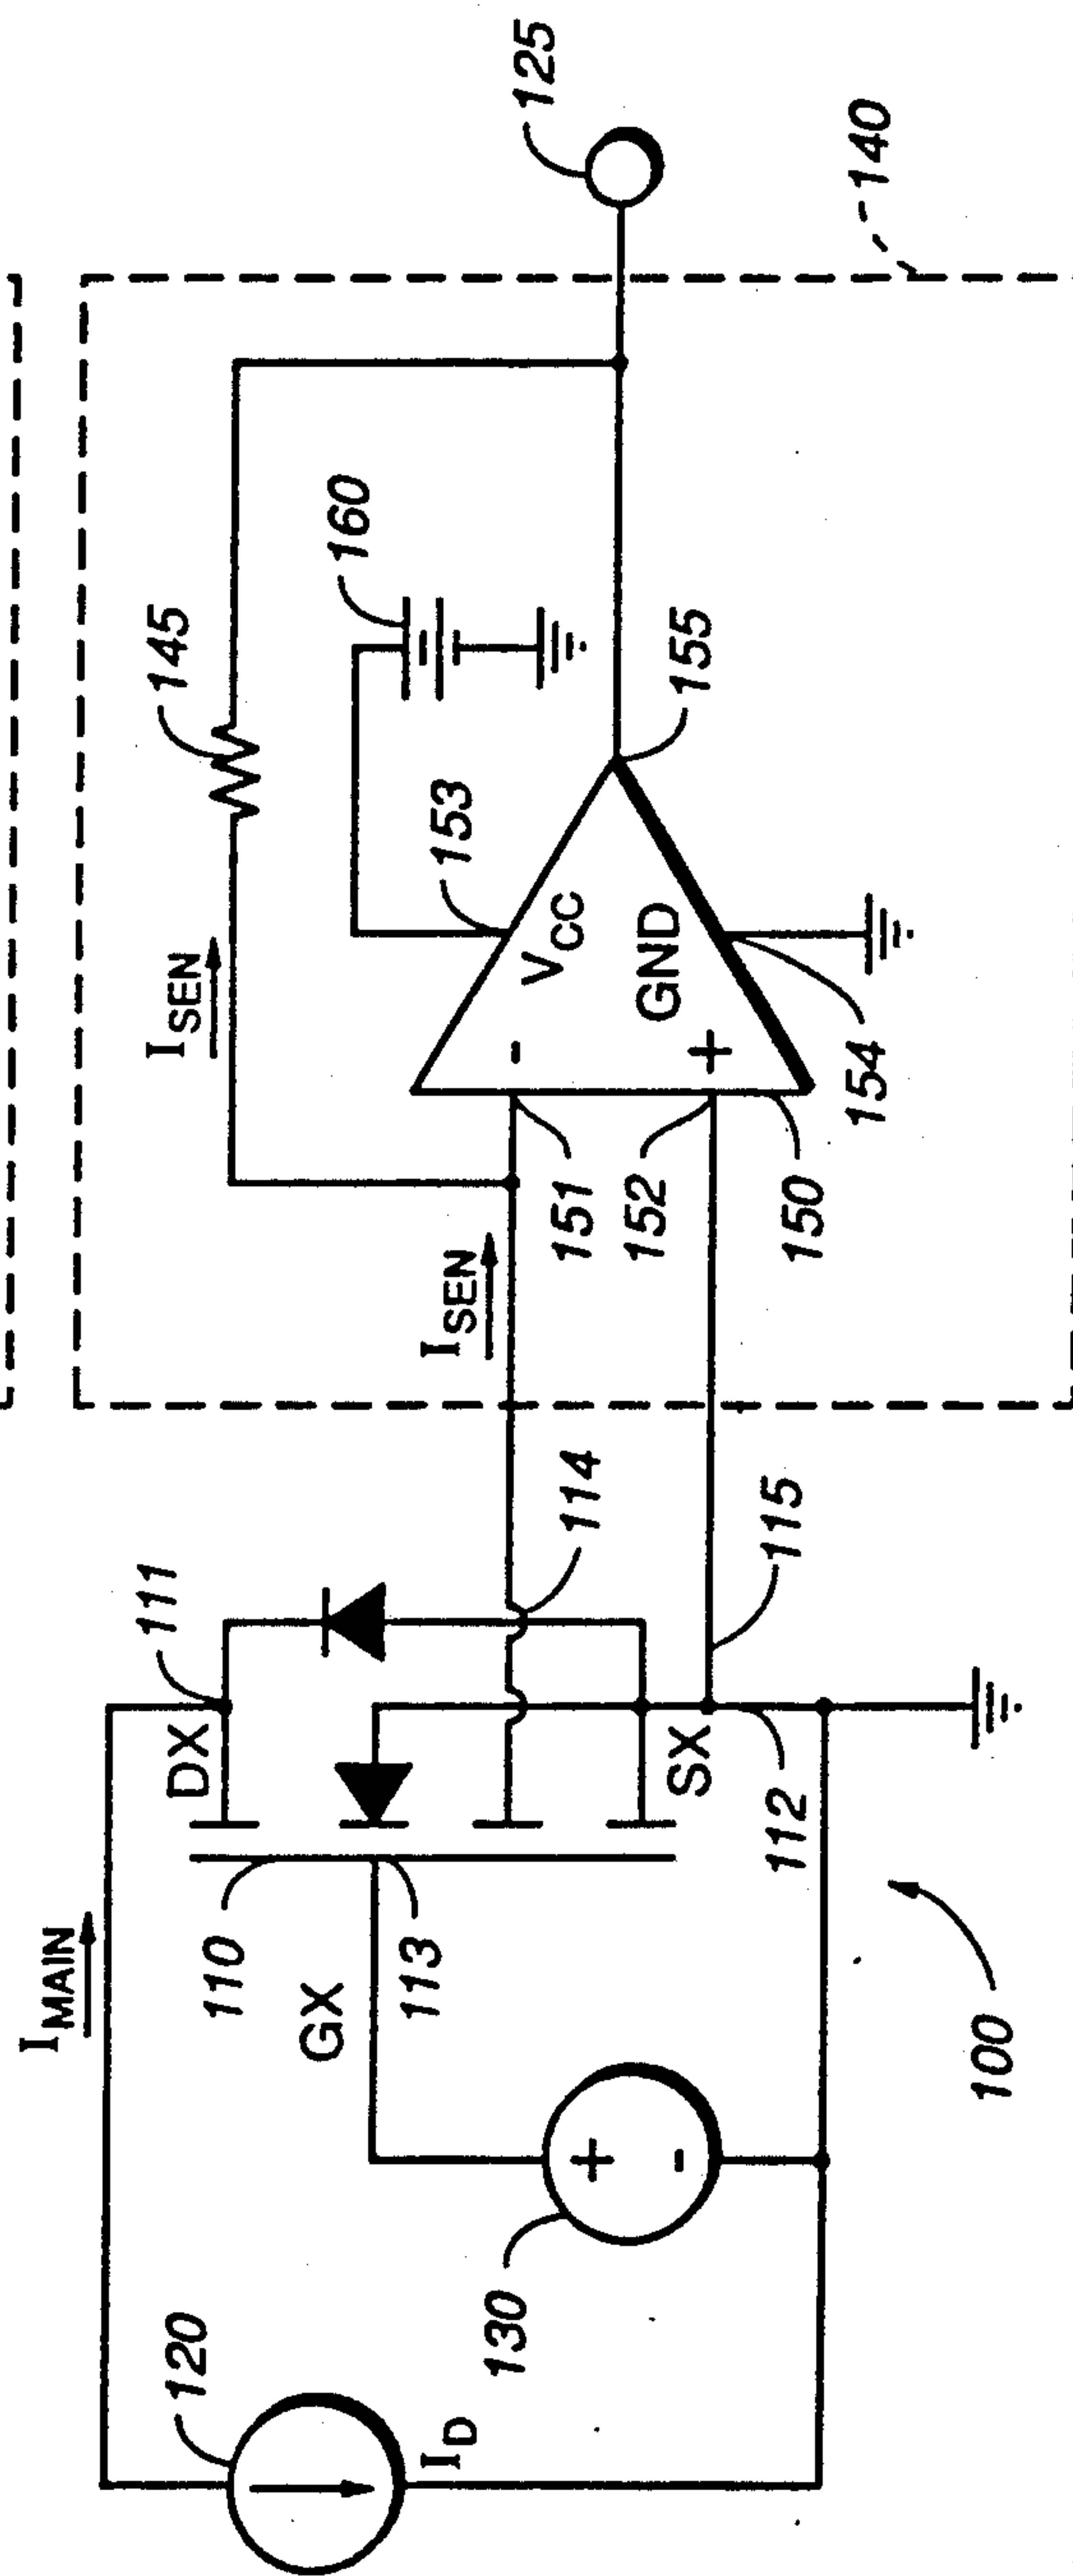 I_MAIN
120
I_D
130
GX
110
113
DX
111
SX
112
115
114
100
I_SEN
I_SEN
145
151
152
150
-
+
V_CC
GND
153
154
155
160
125
140
+
-